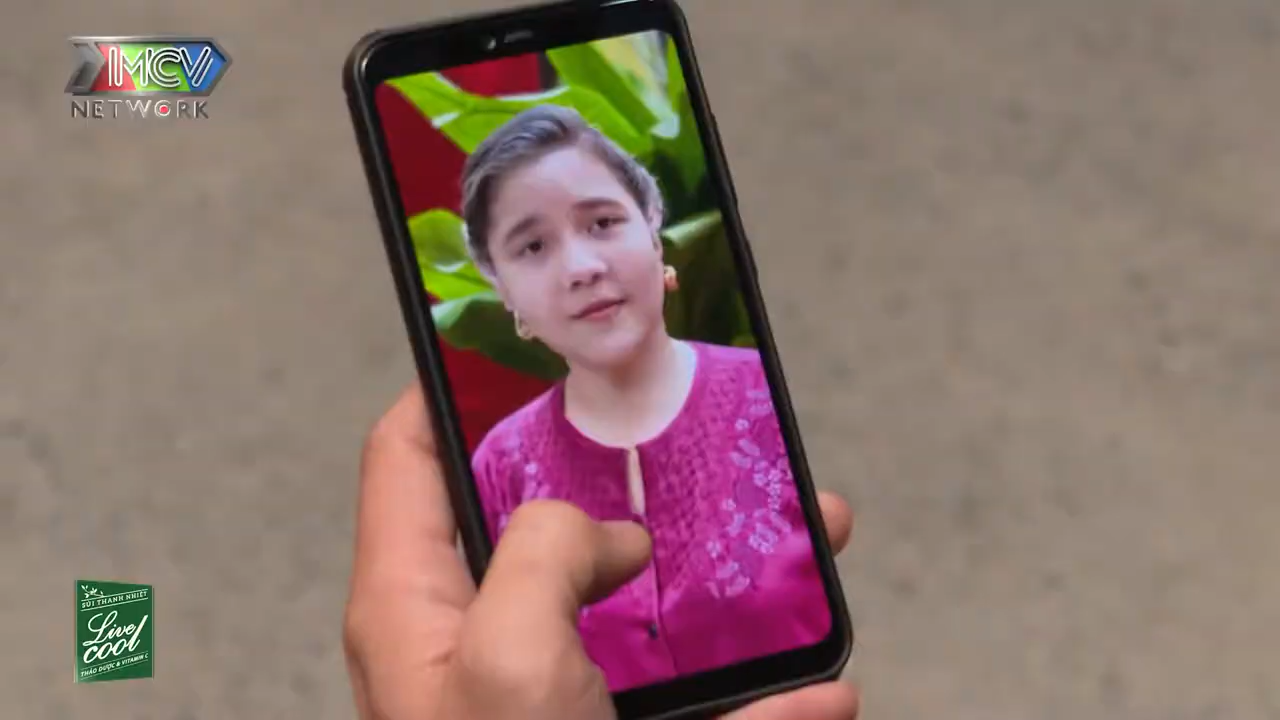 MCV
NETWORK
SỦI THANH NHIỆT
Live
cool
THẢO DƯỢC & VITAMIN C